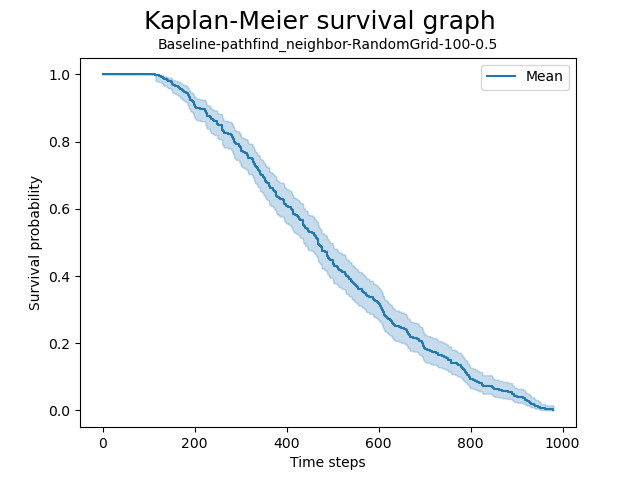 Kaplan-Meier survival graph
Baseline-pathfind_neighbor-RandomGrid-100-0.5
Mean
Survival probability
1.0
0.8
0.6
0.4
0.2
0.0
0 200 400 600 800 1000
Time steps